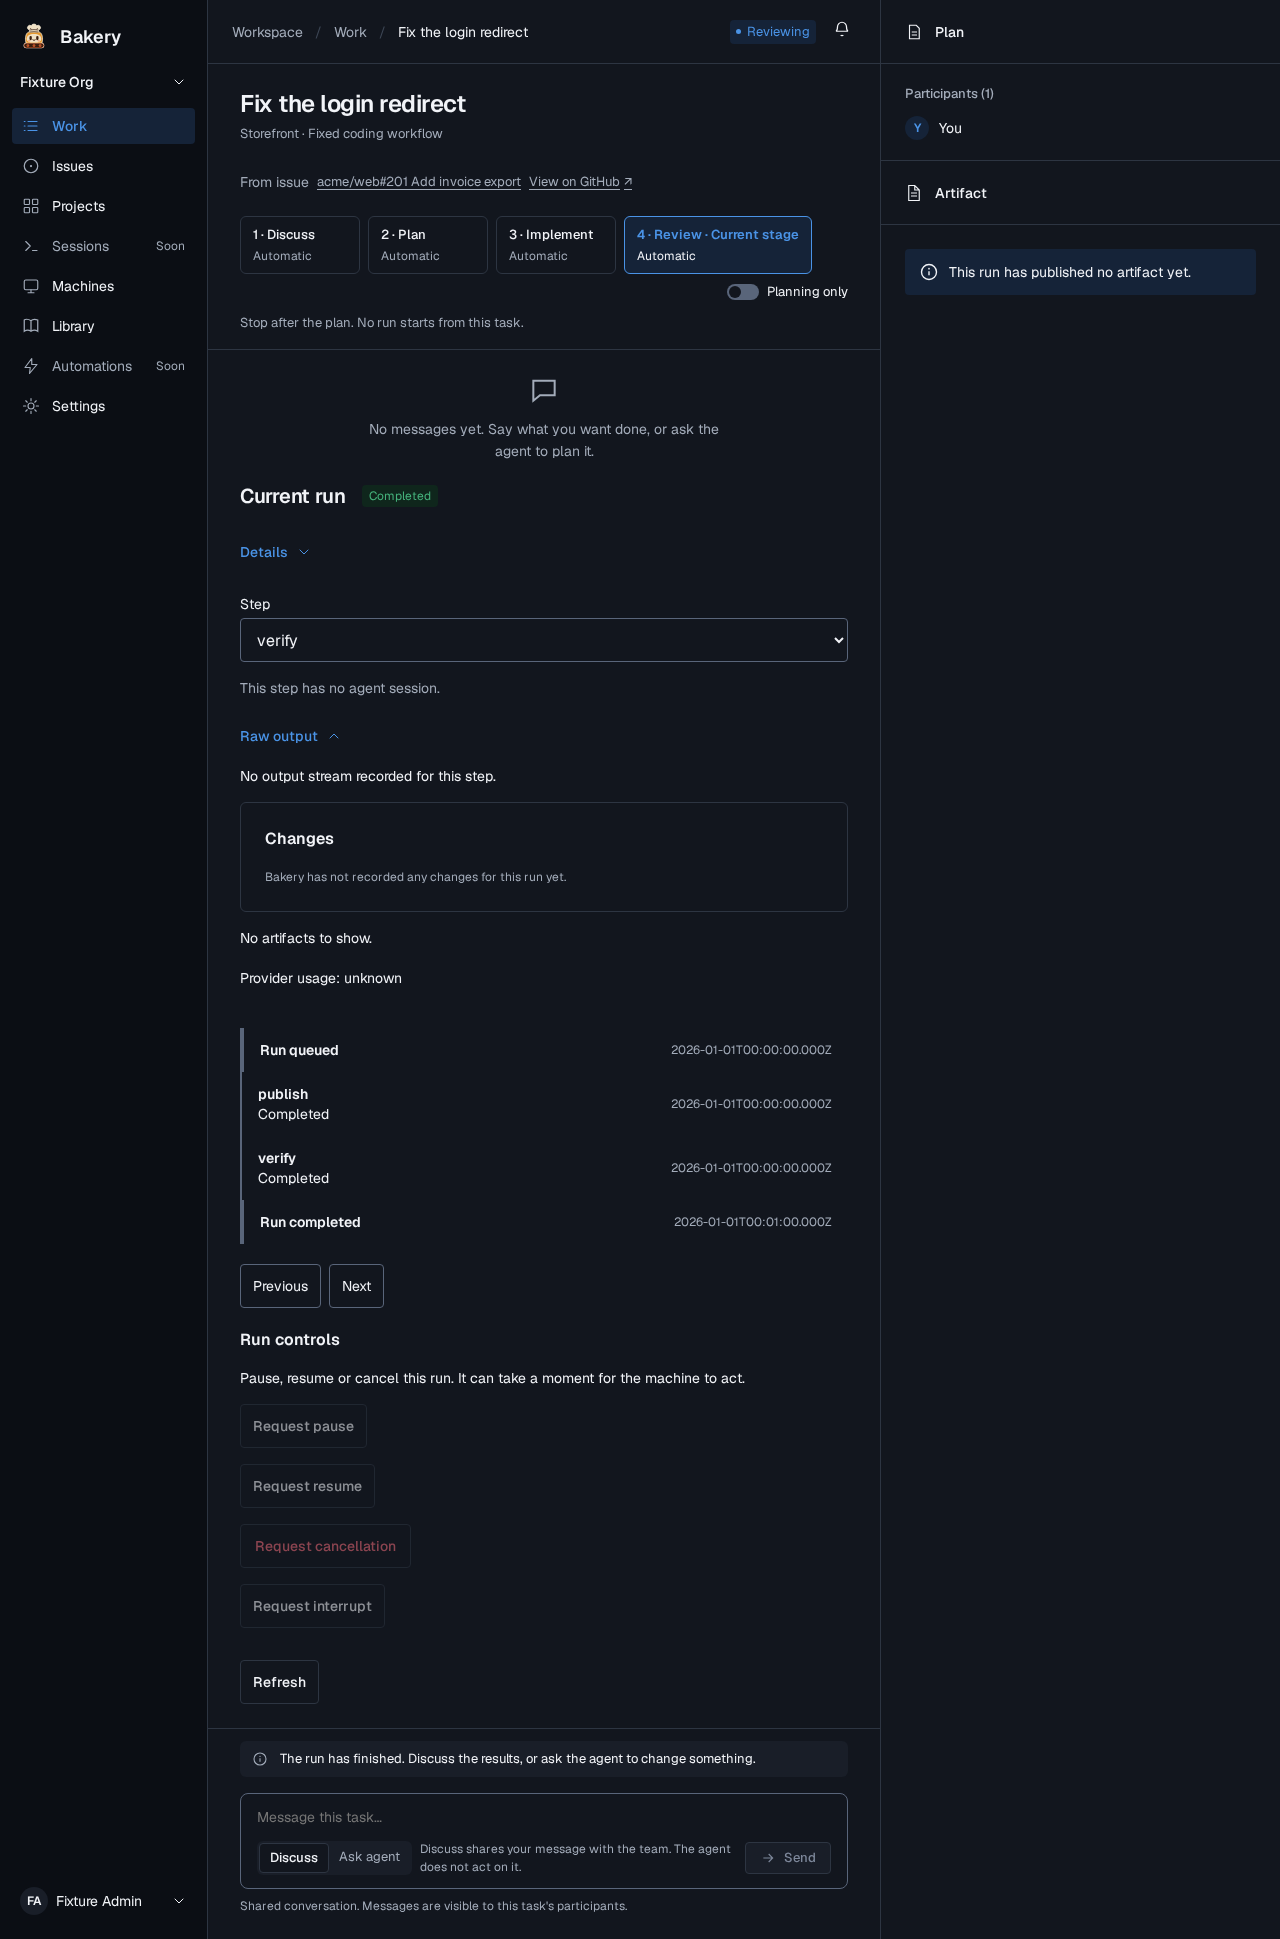 Bakery
Fixture Org
Work
Issues
Projects
Sessions Soon
Machines
Library
Automations Soon
Settings
FA Fixture Admin
Workspace / Work / Fix the login redirect
Reviewing
Fix the login redirect
Storefront · Fixed coding workflow
From issue acme/web#201 Add invoice export View on GitHub ↗
1 · Discuss
Automatic
2 · Plan
Automatic
3 · Implement
Automatic
4 · Review · Current stage
Automatic
Planning only
Stop after the plan. No run starts from this task.
No messages yet. Say what you want done, or ask the
agent to plan it.
Current run Completed
Details
Step
verify
This step has no agent session.
Raw output
No output stream recorded for this step.
Changes
Bakery has not recorded any changes for this run yet.
No artifacts to show.
Provider usage: unknown
Run queued 2026-01-01T00:00:00.000Z
publish
Completed 2026-01-01T00:00:00.000Z
verify
Completed 2026-01-01T00:00:00.000Z
Run completed 2026-01-01T00:01:00.000Z
Previous Next
Run controls
Pause, resume or cancel this run. It can take a moment for the machine to act.
Request pause
Request resume
Request cancellation
Request interrupt
Refresh
The run has finished. Discuss the results, or ask the agent to change something.
Message this task...
Discuss Ask agent
Discuss shares your message with the team. The agent
does not act on it.
Send
Shared conversation. Messages are visible to this task's participants.
Plan
Participants (1)
Y You
Artifact
This run has published no artifact yet.